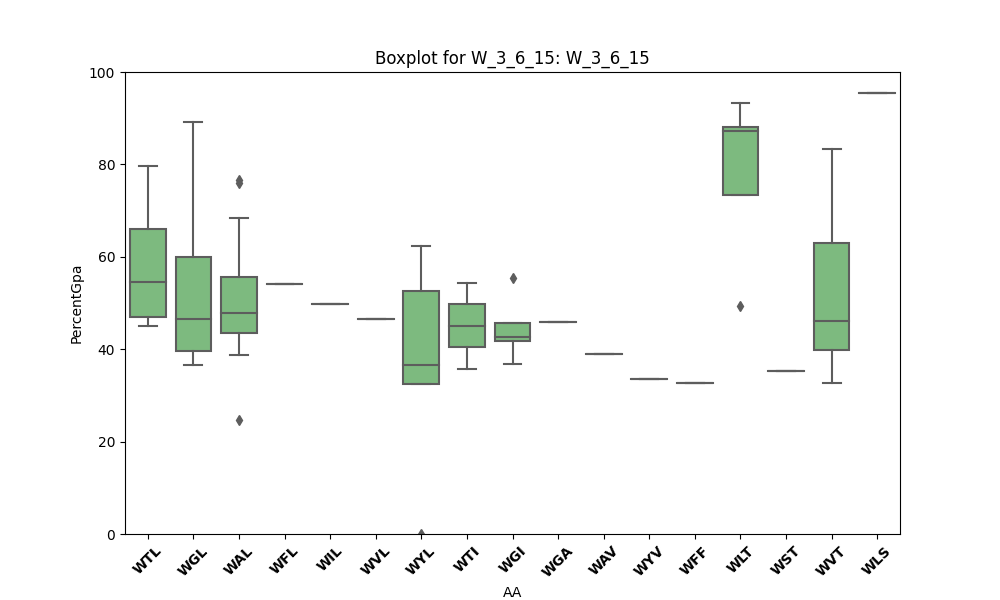 Boxplot for W_3_6_15: W_3_6_15
PercentGpa
100
80
60
40
20
0
WTL WGL WAL WFL WIL WVL WYL WTI WGI WGA WAV WYV WFF WLT WST WVT WLS
AA